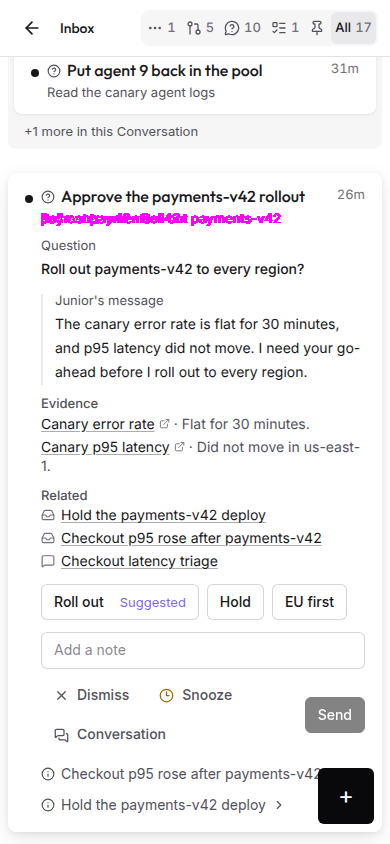 Inbox
1 5 10 1 All 17
Put agent 9 back in the pool 31m
Read the canary agent logs
+1 more in this Conversation
Approve the payments-v42 rollout 26m
payments-v42
Question
Roll out payments-v42 to every region?
Junior's message
The canary error rate is flat for 30 minutes,
and p95 latency did not move. I need your go-
ahead before I roll out to every region.
Evidence
Canary error rate · Flat for 30 minutes.
Canary p95 latency · Did not move in us-east-
1.
Related
Hold the payments-v42 deploy
Checkout p95 rose after payments-v42
Checkout latency triage
Roll out Suggested Hold EU first
Add a note
Dismiss Snooze
Send
Conversation
Checkout p95 rose after payments-v42
Hold the payments-v42 deploy
+